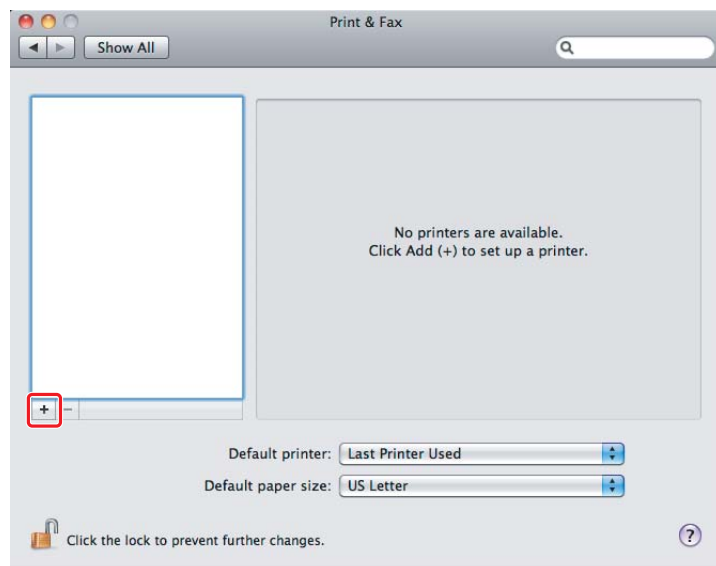 Print & Fax
Show All
No printers are available.
Click Add (+) to set up a printer.
+ −
Default printer: Last Printer Used
Default paper size: US Letter
Click the lock to prevent further changes.
?